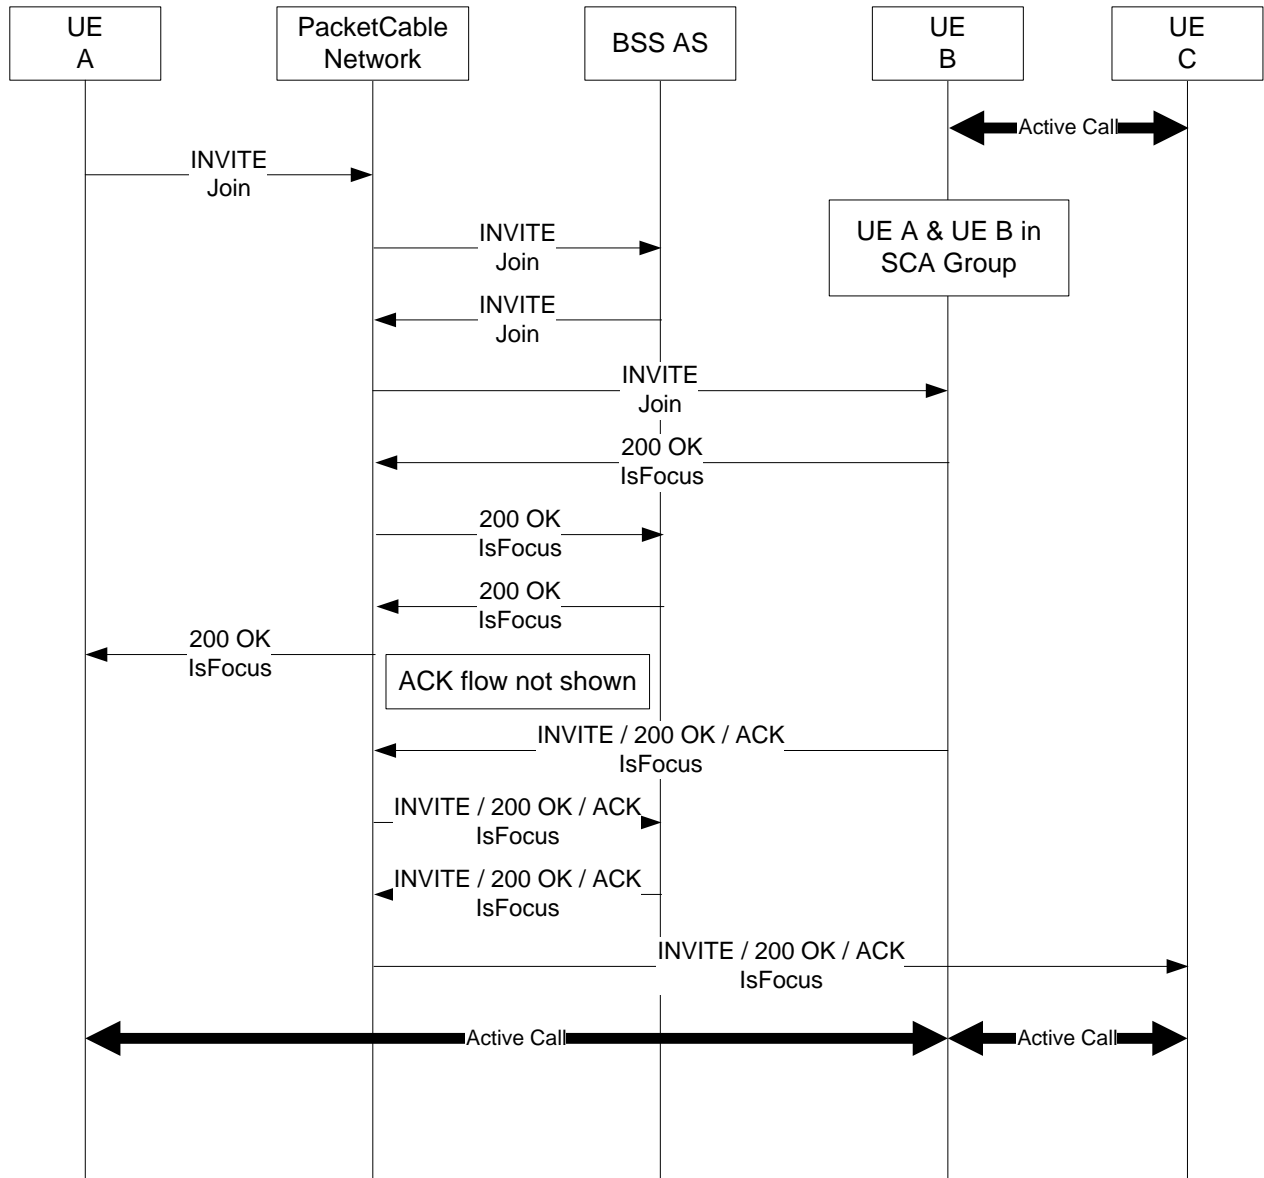 UE
A
PacketCable
Network
BSS AS
UE
B
UE
C
Active Call
INVITE
Join
UE A & UE B in
SCA Group
INVITE
Join
INVITE
Join
INVITE
Join
200 OK
IsFocus
200 OK
IsFocus
200 OK
IsFocus
200 OK
IsFocus
ACK flow not shown
INVITE / 200 OK / ACK
IsFocus
INVITE / 200 OK / ACK
IsFocus
INVITE / 200 OK / ACK
IsFocus
INVITE / 200 OK / ACK
IsFocus
Active Call
Active Call